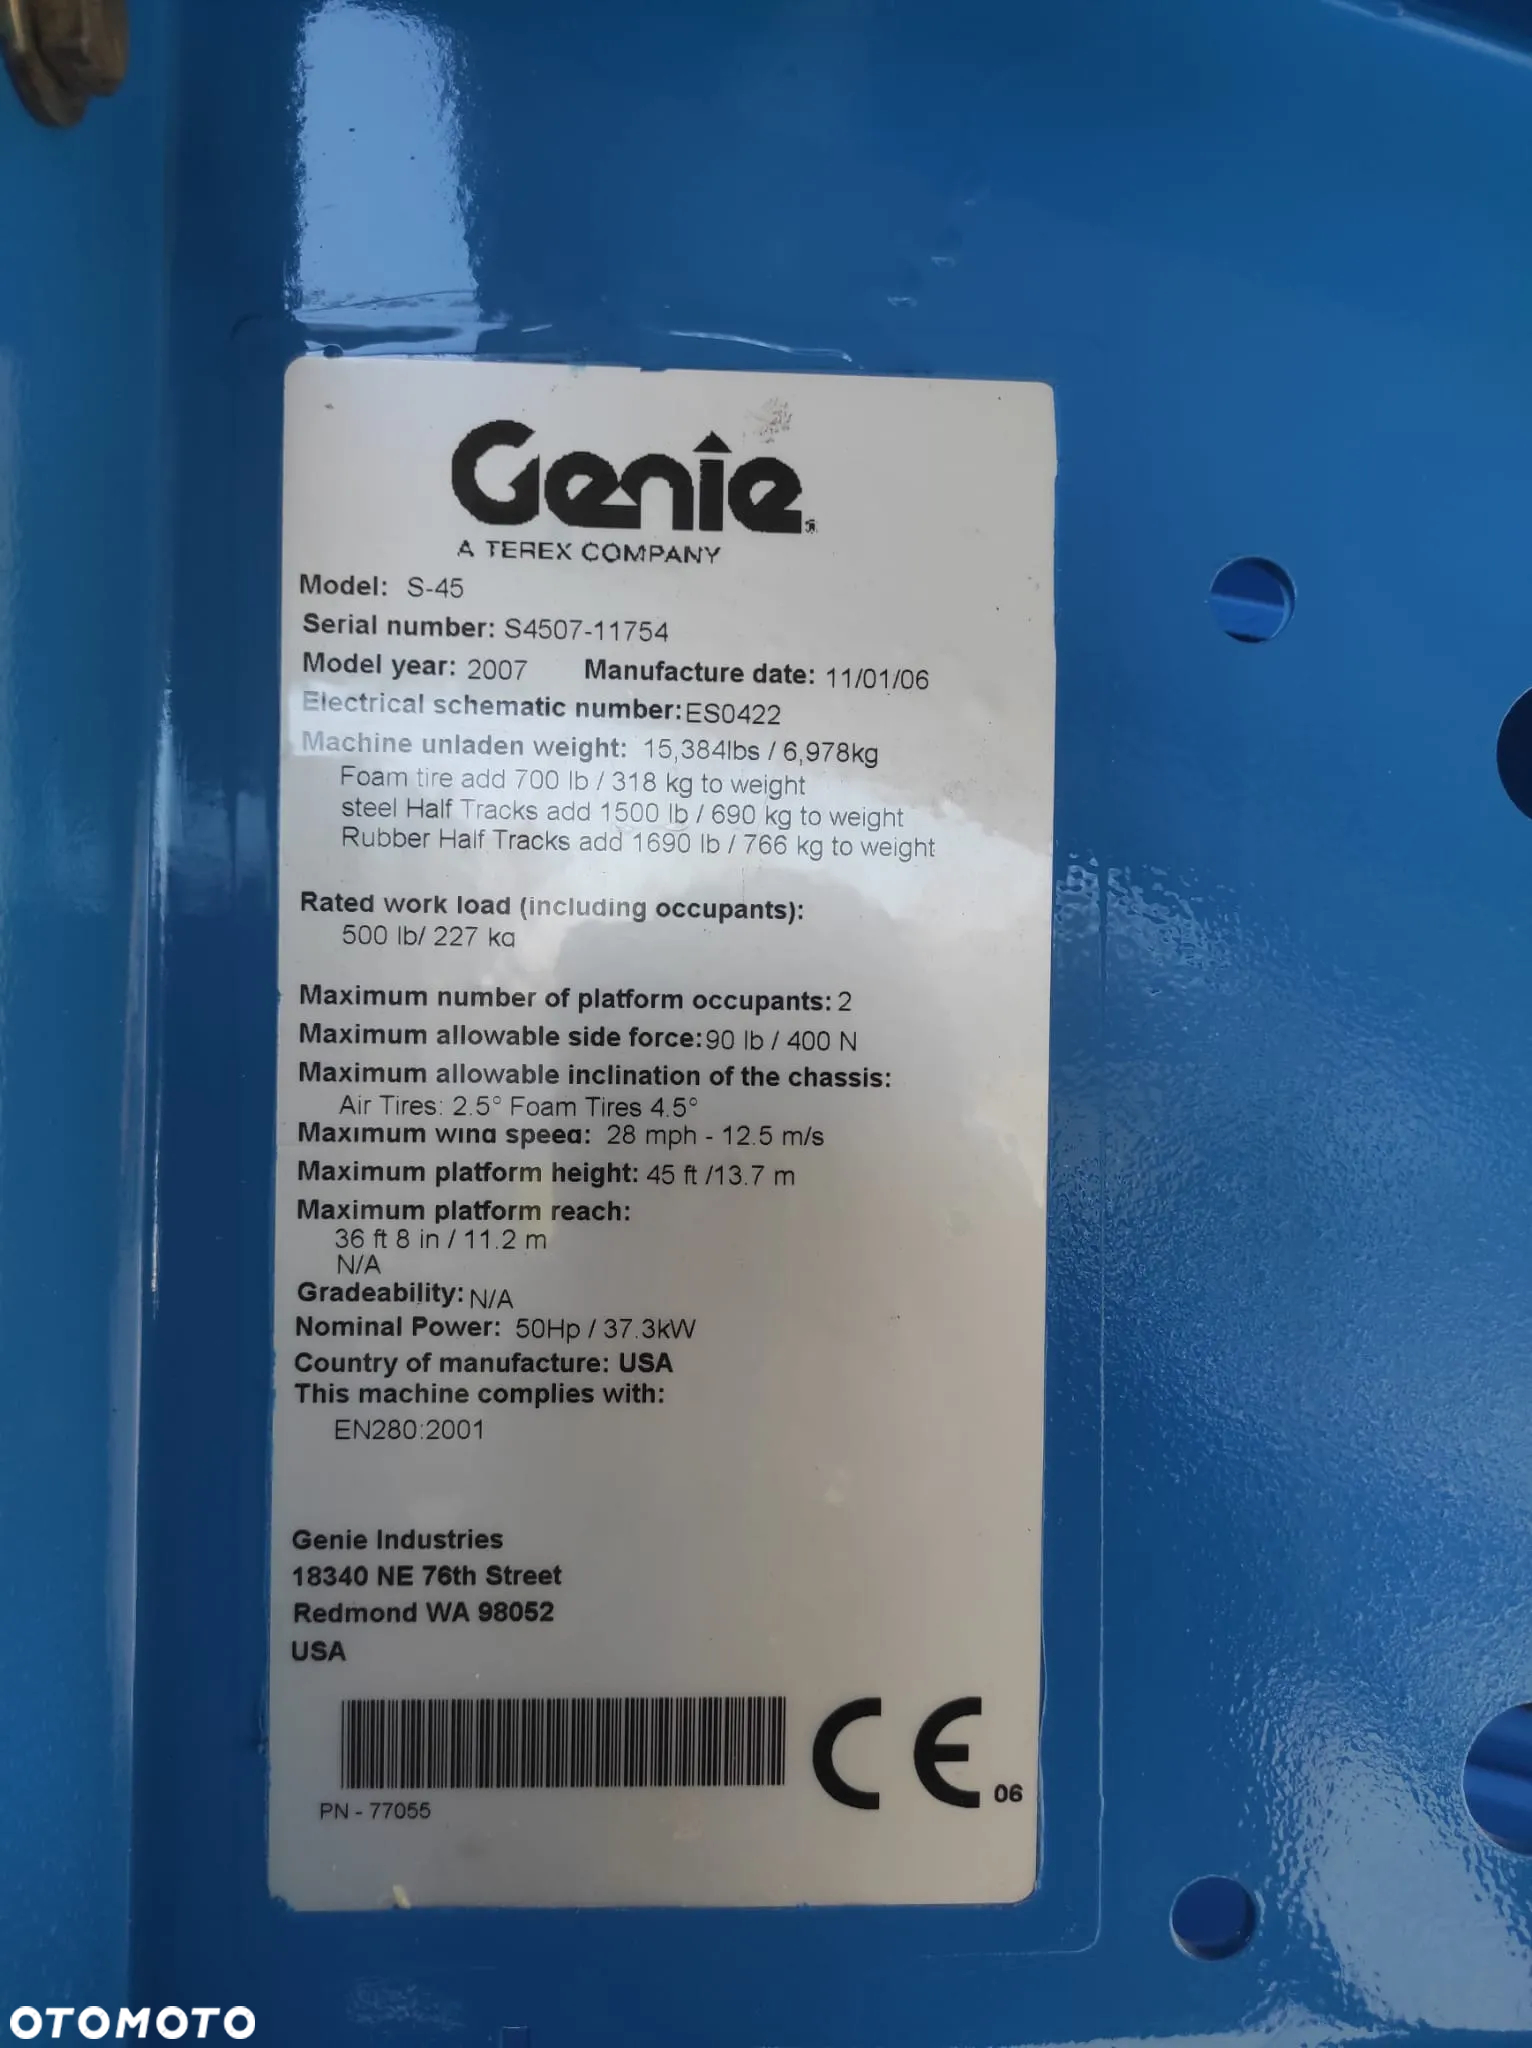 Genie
A TEREX COMPANY
Model: S-45
Serial number: S4507-11754
Model year: 2007 Manufacture date: 11/01/06
Electrical schematic number:ES0422
Machine unladen weight: 15,384lbs / 6,978kg
Foam tire add 700 lb / 318 kg to weight
steel Half Tracks add 1500 lb / 690 kg to weight
Rubber Half Tracks add 1690 lb / 766 kg to weight
Rated work load (including occupants):
500 lb/ 227 kg
Maximum number of platform occupants: 2
Maximum allowable side force:90 lb / 400 N
Maximum allowable inclination of the chassis:
Air Tires: 2.5° Foam Tires 4.5°
Maximum wind speed: 28 mph - 12.5 m/s
Maximum platform height: 45 ft /13.7 m
Maximum platform reach:
36 ft 8 in / 11.2 m
N/A
Gradeability: N/A
Nominal Power: 50Hp / 37.3kW
Country of manufacture: USA
This machine complies with:
EN280:2001
Genie Industries
18340 NE 76th Street
Redmond WA 98052
USA
CE 06
PN - 77055
OTOMOTO